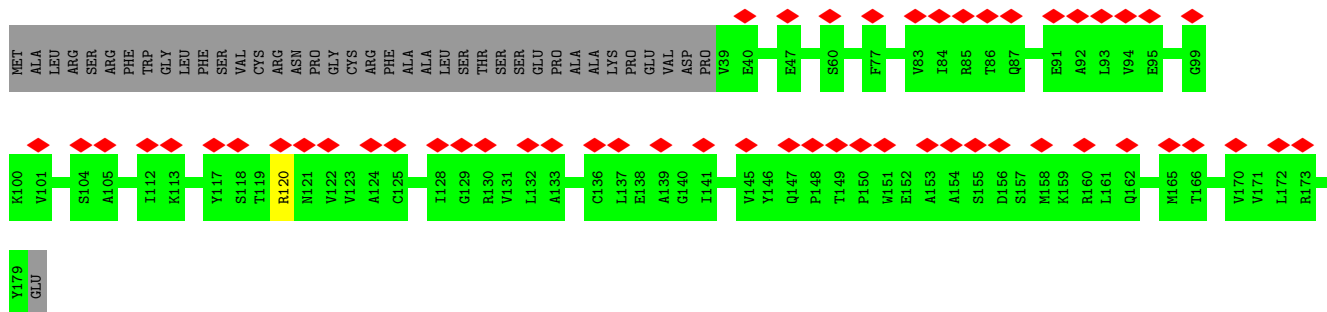 MET ALA LEU ARG SER ARG PHE TRP GLY LEU PHE SER VAL CYS ARG ASN PRO GLY CYS ARG PHE ALA ALA LEU SER THR SER SER GLU PRO ALA ALA LYS PRO GLU VAL ASP PRO V39 E40 E47 S60 F77 V83 I84 R85 T86 Q87 E91 A92 L93 V94 E95 G99
K100 V101 S104 A105 I112 K113 Y117 S118 T119 R120 N121 V122 V123 A124 C125 I128 G129 R130 V131 L132 A133 C136 L137 E138 A139 G140 I141 V145 Y146 Q147 P148 T149 P150 W151 E152 A153 A154 S155 D156 S157 M158 K159 R160 L161 Q162 M165 T166 V170 V171 L172 R173
Y179 GLU